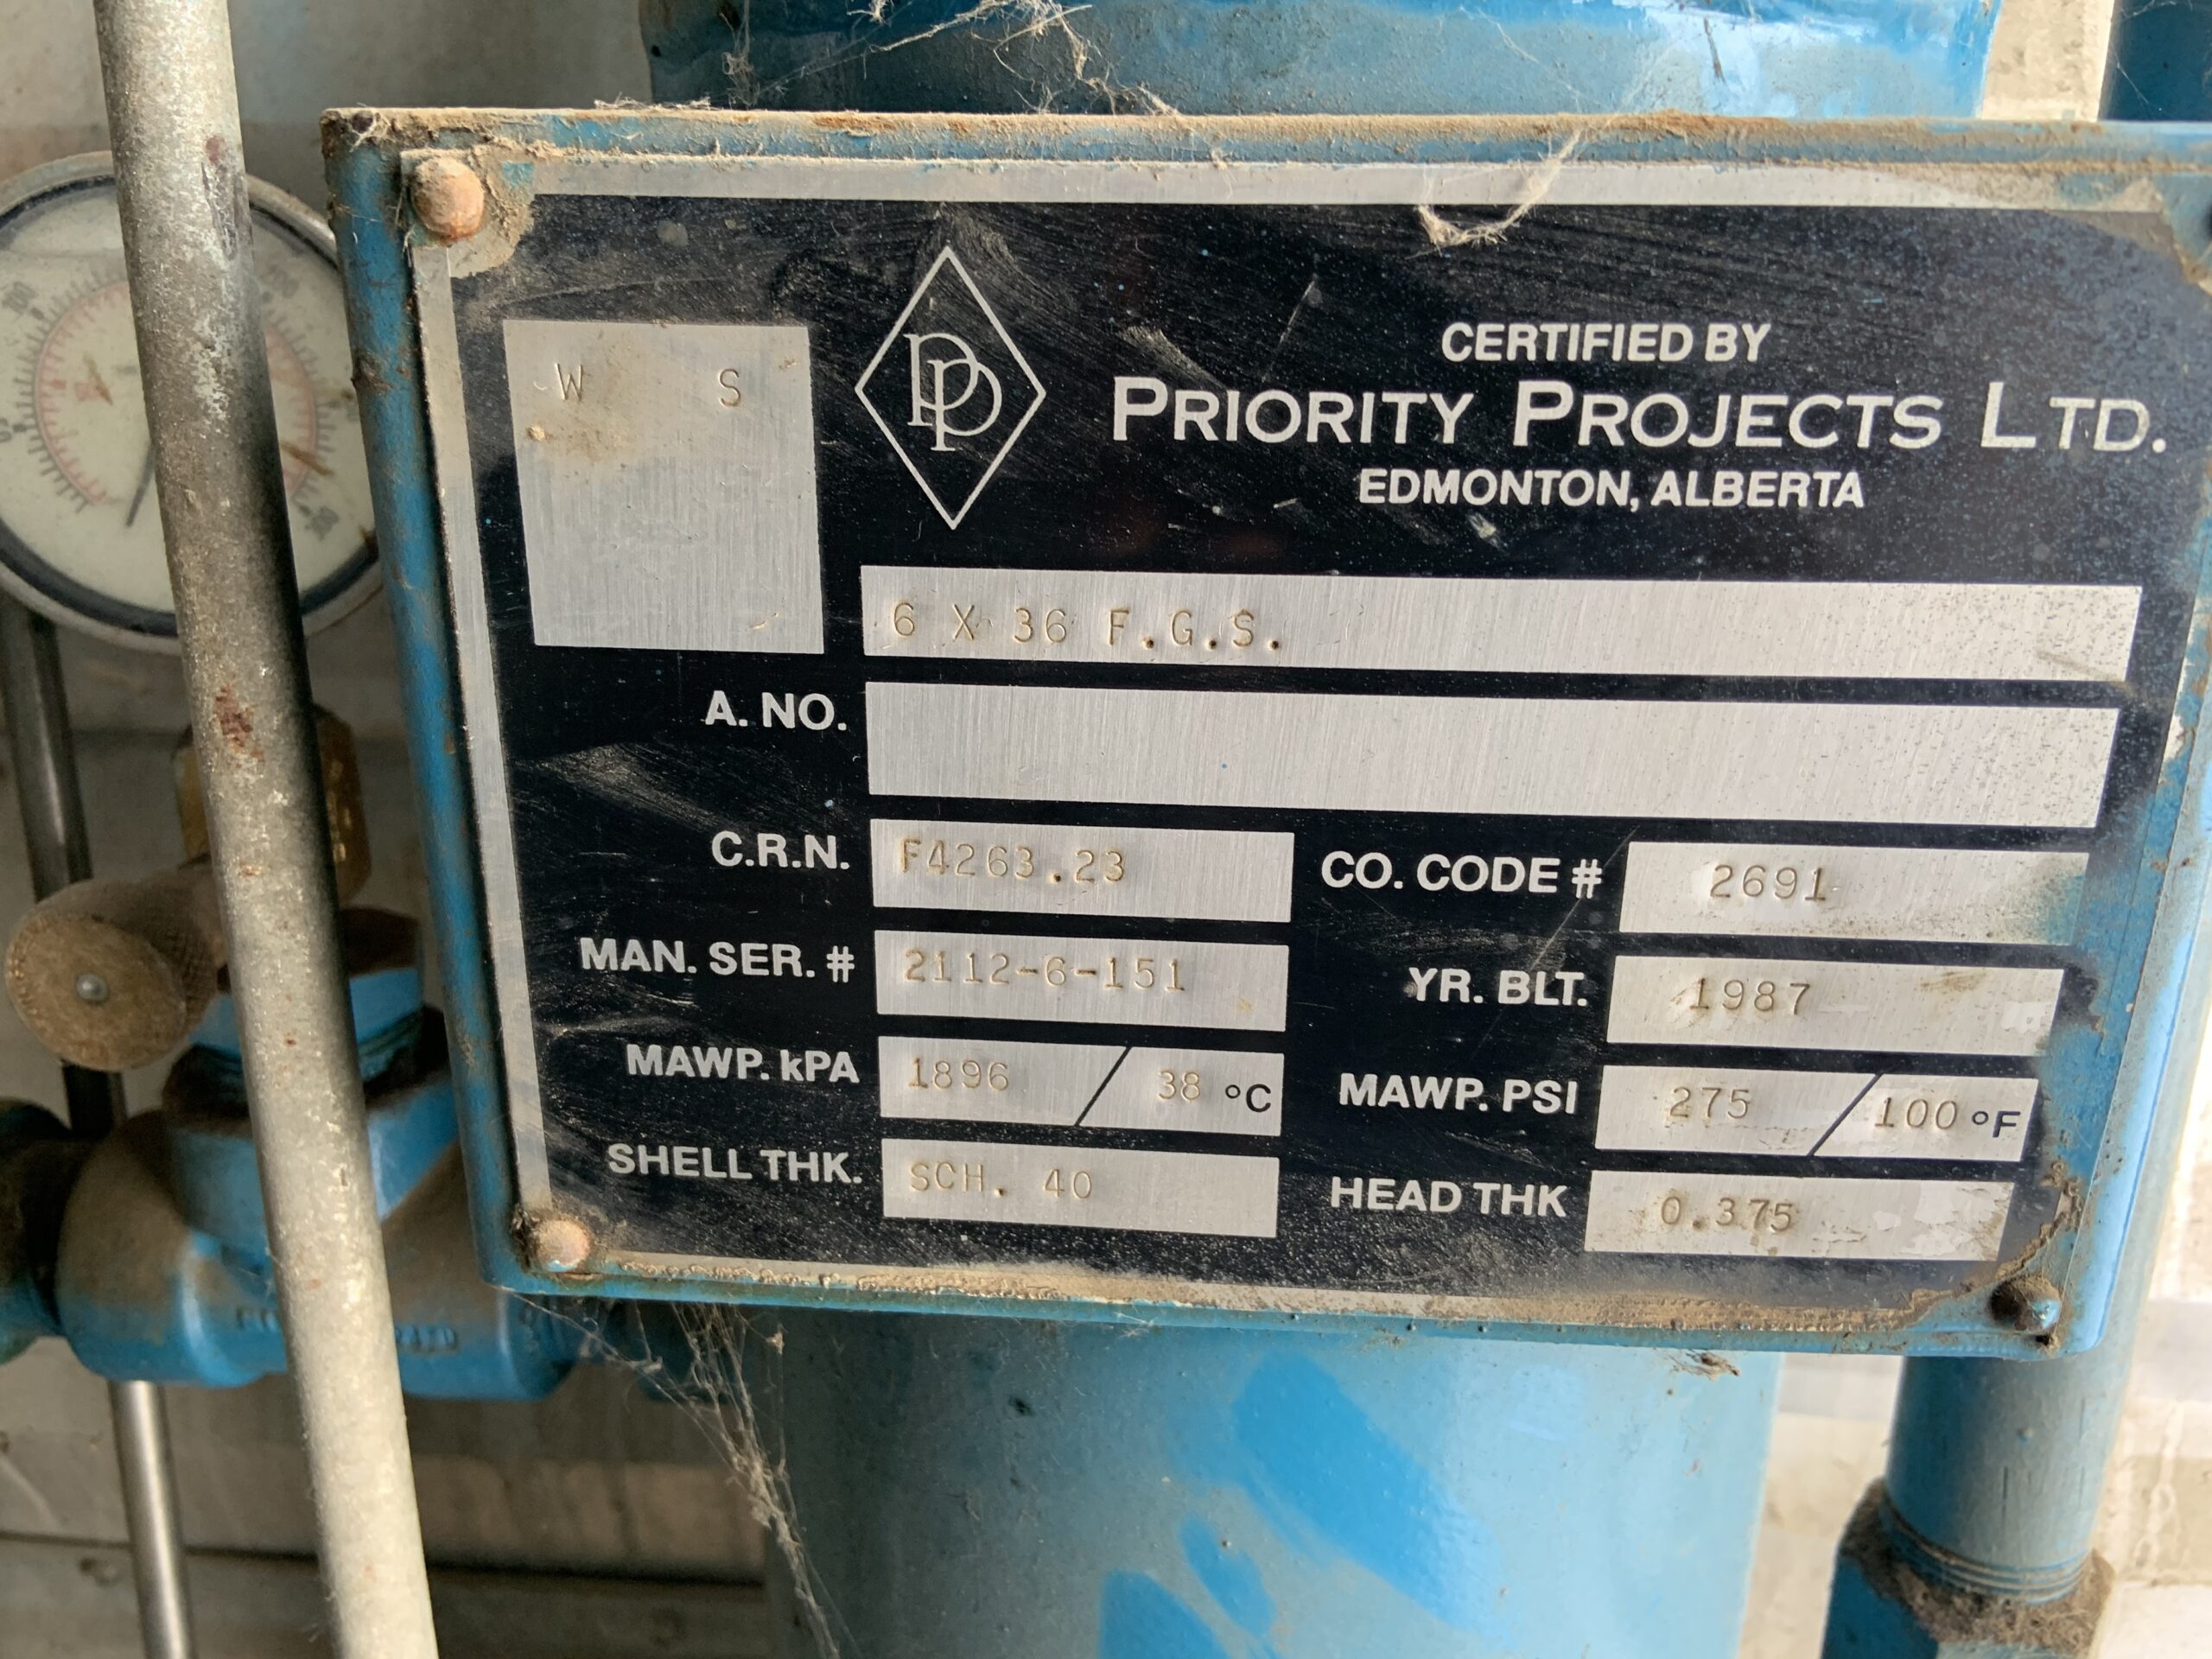 W S
PP
CERTIFIED BY
PRIORITY PROJECTS LTD.
EDMONTON, ALBERTA
6 X 36 F.G.S.
A. NO.
C.R.N. F4263.23 CO. CODE # 2691
MAN. SER. # 2112-6-151 YR. BLT. 1987
MAWP. kPA 1896 / 38 °C MAWP. PSI 275 / 100 °F
SHELL THK. SCH. 40 HEAD THK 0.375